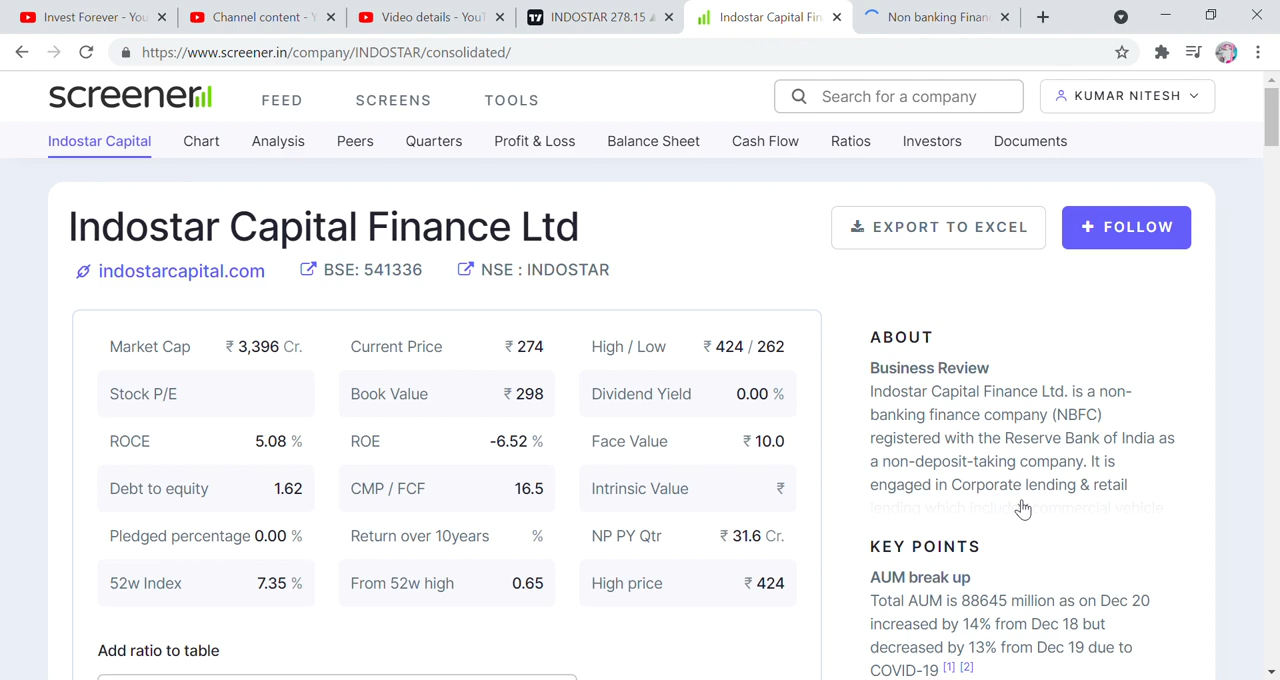 Invest Forever - You
Channel content - Y
Video details - YouT
INDOSTAR 278.15
Indostar Capital Fin
Non banking Finan
https://www.screener.in/company/INDOSTAR/consolidated/
screener
FEED
SCREENS
TOOLS
Search for a company
KUMAR NITESH
Indostar Capital
Chart
Analysis
Peers
Quarters
Profit & Loss
Balance Sheet
Cash Flow
Ratios
Investors
Documents
Indostar Capital Finance Ltd
EXPORT TO EXCEL
+ FOLLOW
indostarcapital.com
BSE: 541336
NSE : INDOSTAR
Market Cap ₹ 3,396 Cr.
Current Price ₹ 274
High / Low ₹ 424 / 262
Stock P/E
Book Value ₹ 298
Dividend Yield 0.00 %
ROCE 5.08 %
ROE -6.52 %
Face Value ₹ 10.0
Debt to equity 1.62
CMP / FCF 16.5
Intrinsic Value ₹
Pledged percentage 0.00 %
Return over 10years %
NP PY Qtr ₹ 31.6 Cr.
52w Index 7.35 %
From 52w high 0.65
High price ₹ 424
Add ratio to table
ABOUT
Business Review
Indostar Capital Finance Ltd. is a non-
banking finance company (NBFC)
registered with the Reserve Bank of India as
a non-deposit-taking company. It is
engaged in Corporate lending & retail
lending which includes commercial vehicle
KEY POINTS
AUM break up
Total AUM is 88645 million as on Dec 20
increased by 14% from Dec 18 but
decreased by 13% from Dec 19 due to
COVID-19 [1] [2]